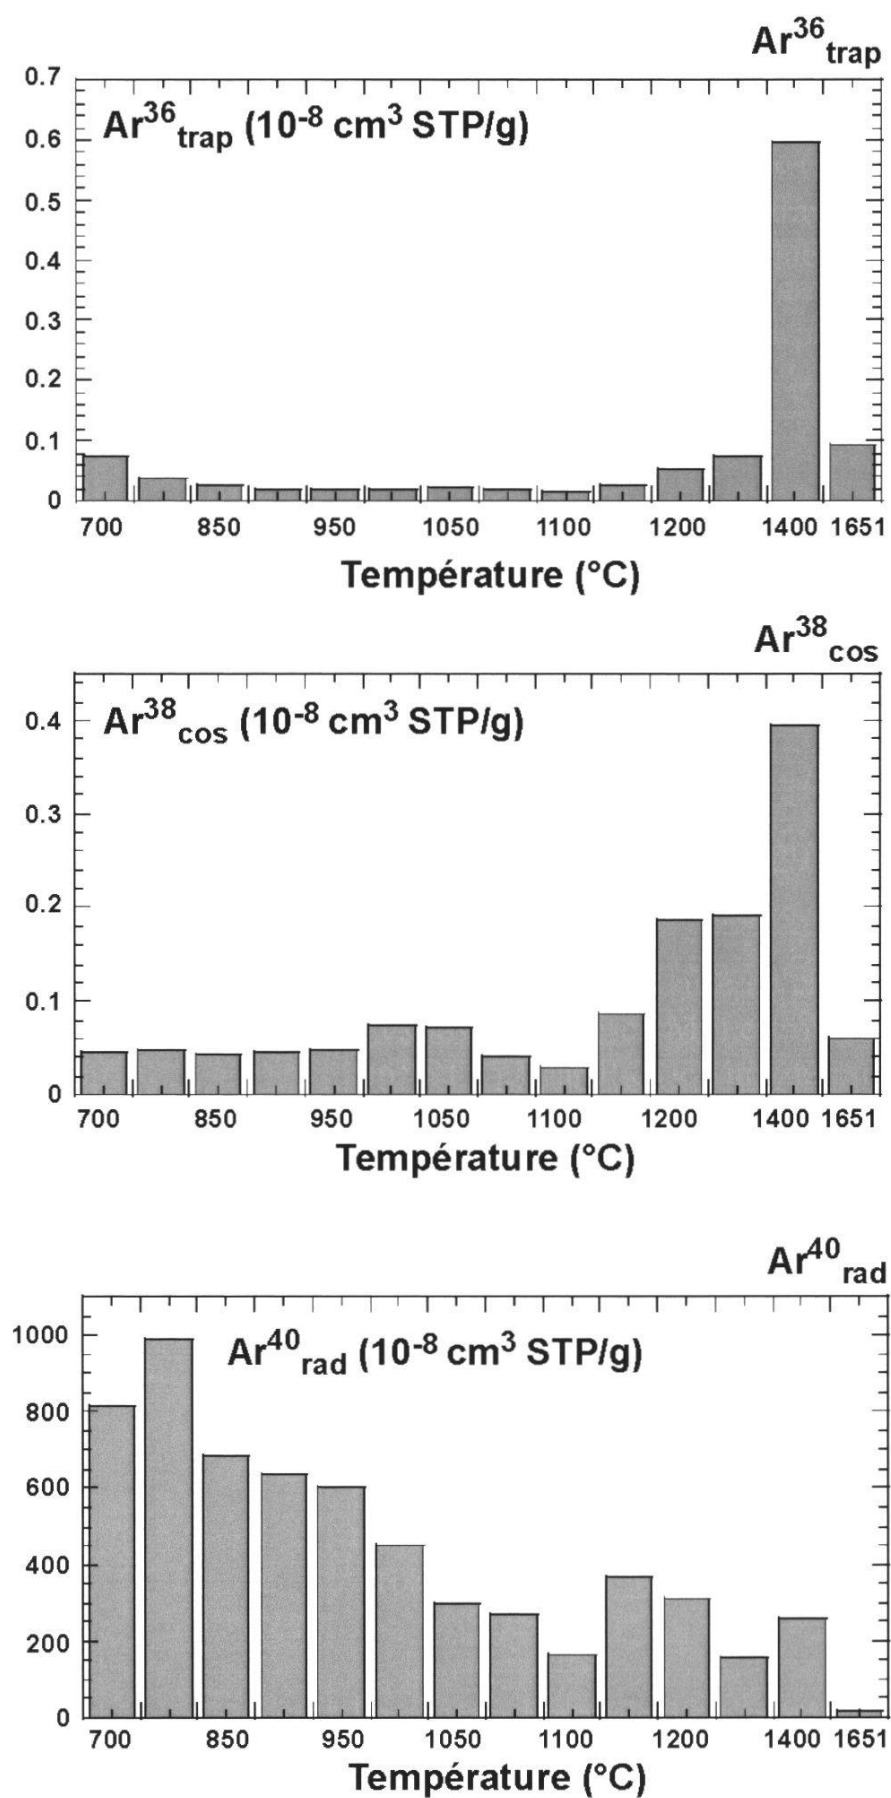 Ar³⁶trap
0.7
Ar³⁶trap (10⁻⁸ cm³ STP/g)
0.6
0.5
0.4
0.3
0.2
0.1
0
700 850 950 1050 1100 1200 1400 1651
Température (°C)
Ar³⁸cos
Ar³⁸cos (10⁻⁸ cm³ STP/g)
0.4
0.3
0.2
0.1
0
700 850 950 1050 1100 1200 1400 1651
Température (°C)
Ar⁴⁰rad
1000
Ar⁴⁰rad (10⁻⁸ cm³ STP/g)
800
600
400
200
0
700 850 950 1050 1100 1200 1400 1651
Température (°C)